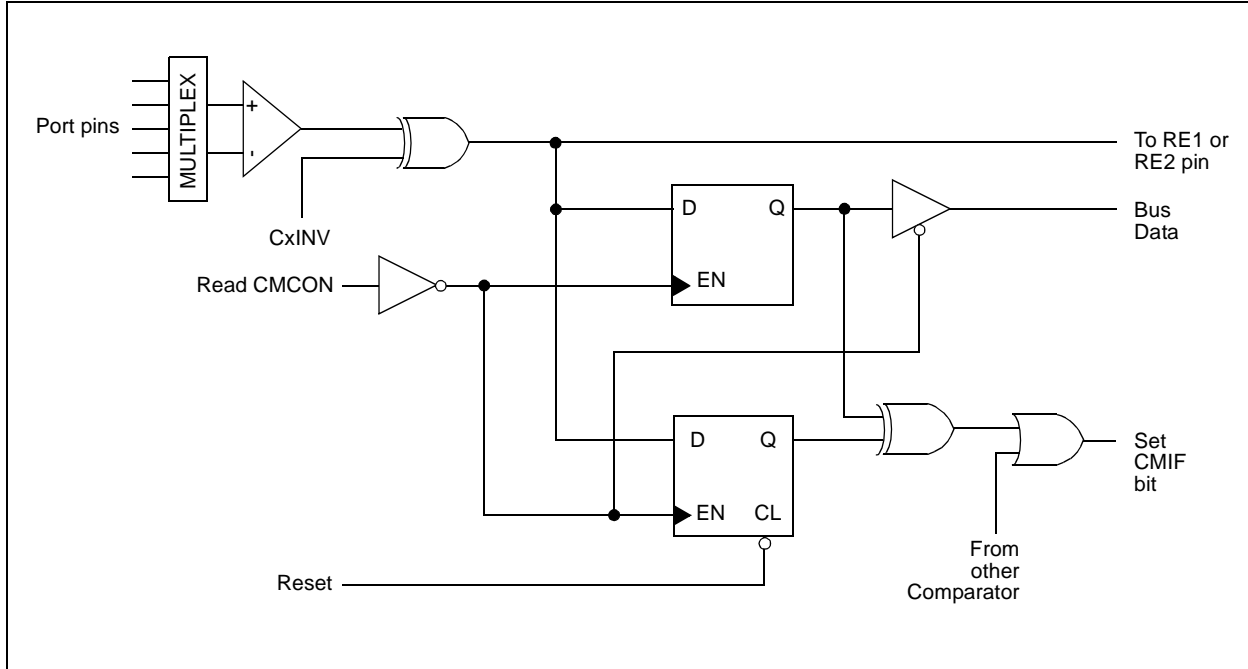 MULTIPLEX
Port pins
+
-
CxINV
To RE1 or
RE2 pin
D
Q
EN
Bus
Data
Read CMCON
D
Q
EN
CL
Set
CMIF
bit
From
other
Comparator
Reset